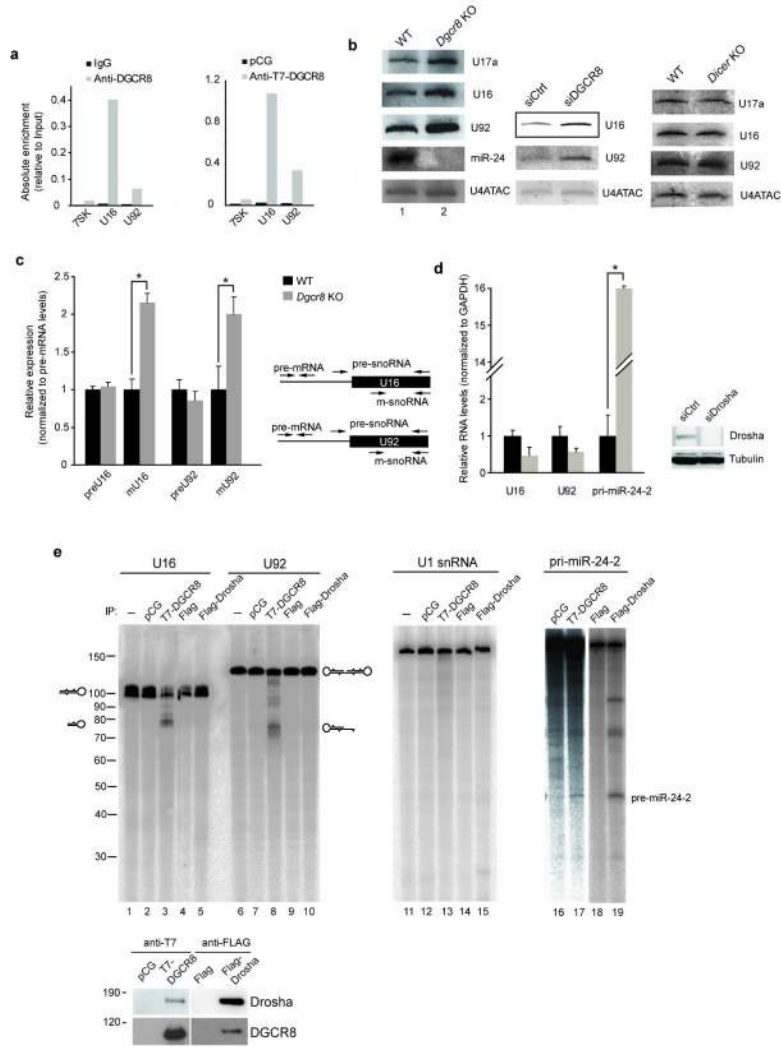 a
IgG
Anti-DGCR8
Absolute enrichment
(relative to Input)
0.4
0.3
0.2
0.1
0
7SK
U16
U92
pCG
Anti-T7-DGCR8
1.2
0.8
0.4
0
7SK
U16
U92
b
WT
Dgcr8 KO
U17a
U16
U92
miR-24
U4ATAC
1 2
siCtrl
siDGCR8
U16
U92
U4ATAC
WT
Dicer KO
U17a
U16
U92
U4ATAC
c
Relative expression
(normalized to pre-mRNA levels)
2.5
2
1.5
1
0.5
0
*
*
preU16
mU16
preU92
mU92
WT
Dgcr8 KO
pre-mRNA
pre-snoRNA
U16
m-snoRNA
pre-mRNA
pre-snoRNA
U92
m-snoRNA
d
Relative RNA levels (normalized to GAPDH)
16
15
14
2
1
0
*
U16
U92
pri-miR-24-2
siCtrl
siDrosha
Drosha
Tubulin
e
U16
U92
U1 snRNA
pri-miR-24-2
IP:
–
pCG
T7-DGCR8
Flag
Flag-Drosha
–
pCG
T7-DGCR8
Flag
Flag-Drosha
–
pCG
T7-DGCR8
Flag
Flag-Drosha
pCG
T7-DGCR8
Flag
Flag-Drosha
150
100
90
80
70
60
50
40
30
pre-miR-24-2
1 2 3 4 5 6 7 8 9 10
11 12 13 14 15
16 17 18 19
anti-T7
anti-FLAG
pCG
T7-
DGCR8
Flag
Flag-
Drosha
190 -
Drosha
120 -
DGCR8